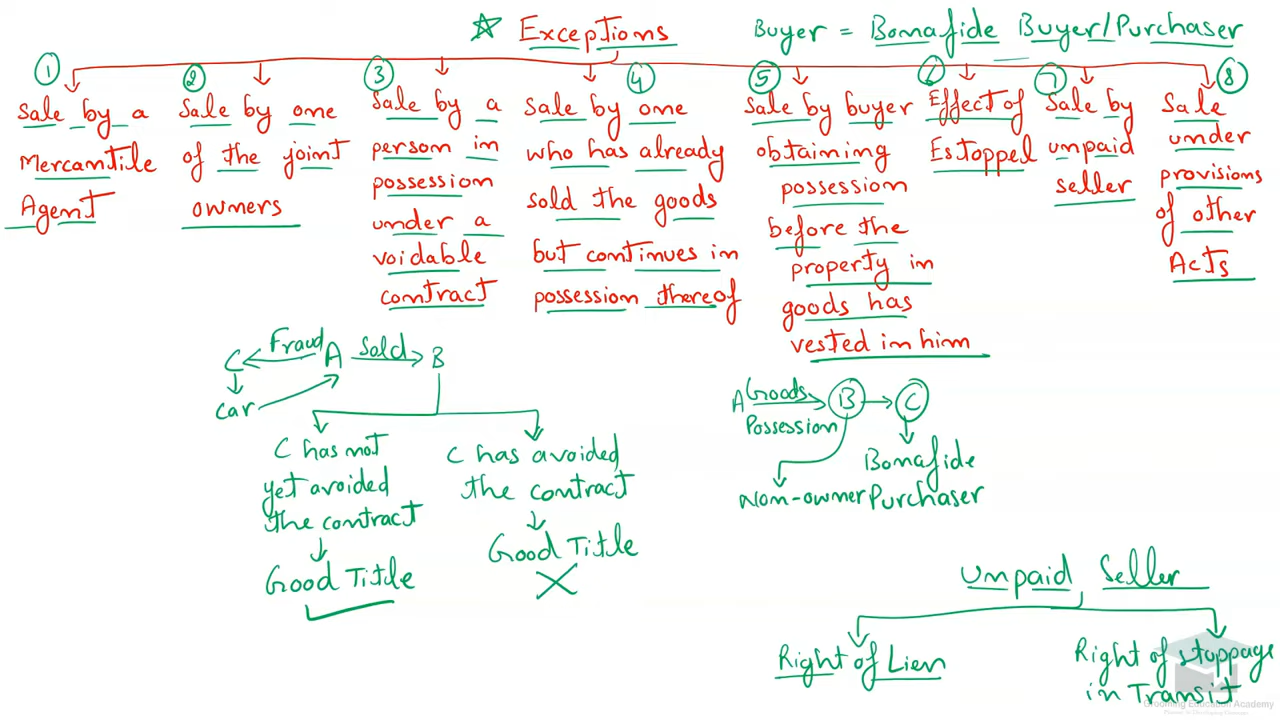 ☆ Exceptions
Buyer = Bonafide Buyer/Purchaser
1
Sale by a
Mercantile
Agent
2
Sale by one
of the joint
owners
3
Sale by a
person in
possession
under a
voidable
contract
4
Sale by one
who has already
sold the goods
but continues in
possession thereof
5
Sale by buyer
obtaining
possession
before the
property in
goods has
vested in him
6
Effect of
Estoppel
7
Sale by
unpaid
seller
8
Sale
under
provisions
of other
Acts
C Fraud A Sold B
Car
C has not
yet avoided
the contract
Good Title
C has avoided
the contract
Good Title
A Goods B C
Possession
Non-owner
Bonafide
Purchaser
Unpaid Seller
Right of Lien
Right of stoppage
in Transit
Grooming Education Academy